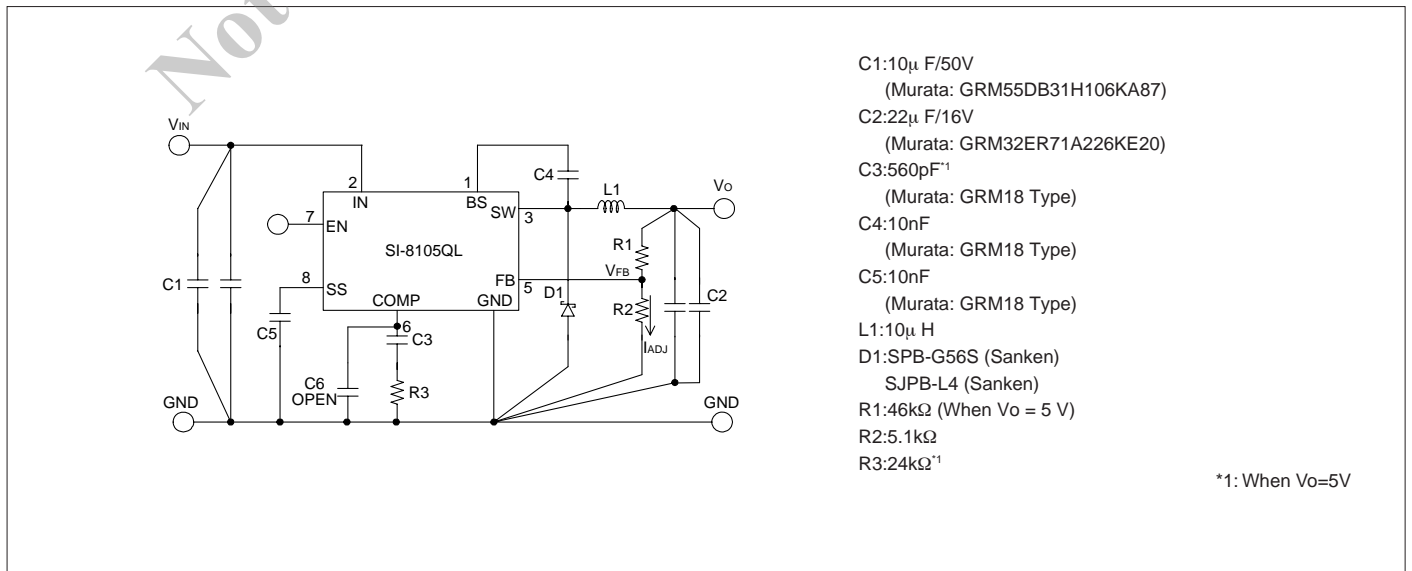 Not
VIN
C1
2
IN
1
BS
C4
L1
VO
7
EN
SW
3
SI-8105QL
R1
8
SS
FB
5
VFB
COMP
GND
D1
R2
C2
C5
6
C3
IADJ
C6
OPEN
R3
GND
GND
C1:10μ F/50V
(Murata: GRM55DB31H106KA87)
C2:22μ F/16V
(Murata: GRM32ER71A226KE20)
C3:560pF*1
(Murata: GRM18 Type)
C4:10nF
(Murata: GRM18 Type)
C5:10nF
(Murata: GRM18 Type)
L1:10μ H
D1:SPB-G56S (Sanken)
SJPB-L4 (Sanken)
R1:46kΩ (When Vo = 5 V)
R2:5.1kΩ
R3:24kΩ*1
*1: When Vo=5V